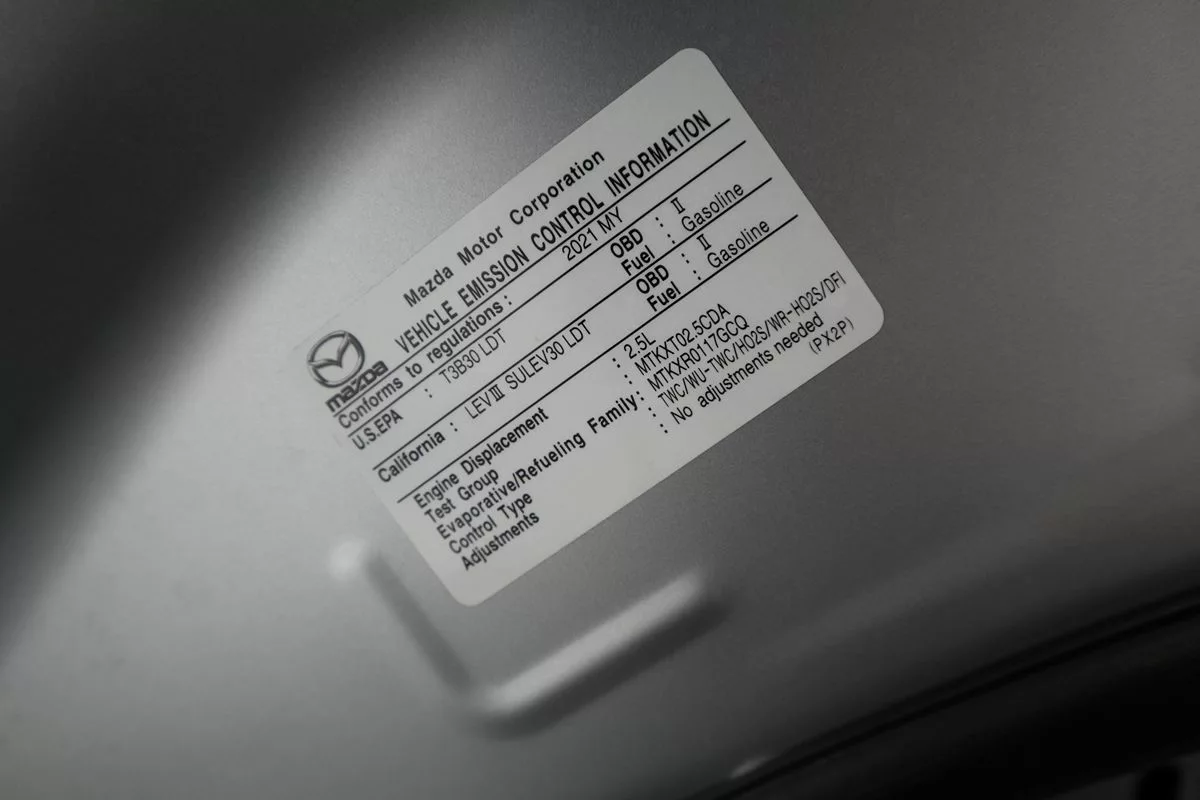 mazda
Mazda Motor Corporation
VEHICLE EMISSION CONTROL INFORMATION
Conforms to regulations : 2021 MY
U.S.EPA : T3B30 LDT OBD : II
Fuel : Gasoline
California : LEVIII SULEV30 LDT OBD : II
Fuel : Gasoline
Engine Displacement : 2.5L
Test Group : MTKXT02.5CDA
Evaporative/Refueling Family: MTKXR0117GCQ
Control Type : TWC/WU-TWC/HO2S/WR-HO2S/DFI
Adjustments : No adjustments needed
(PX2P)